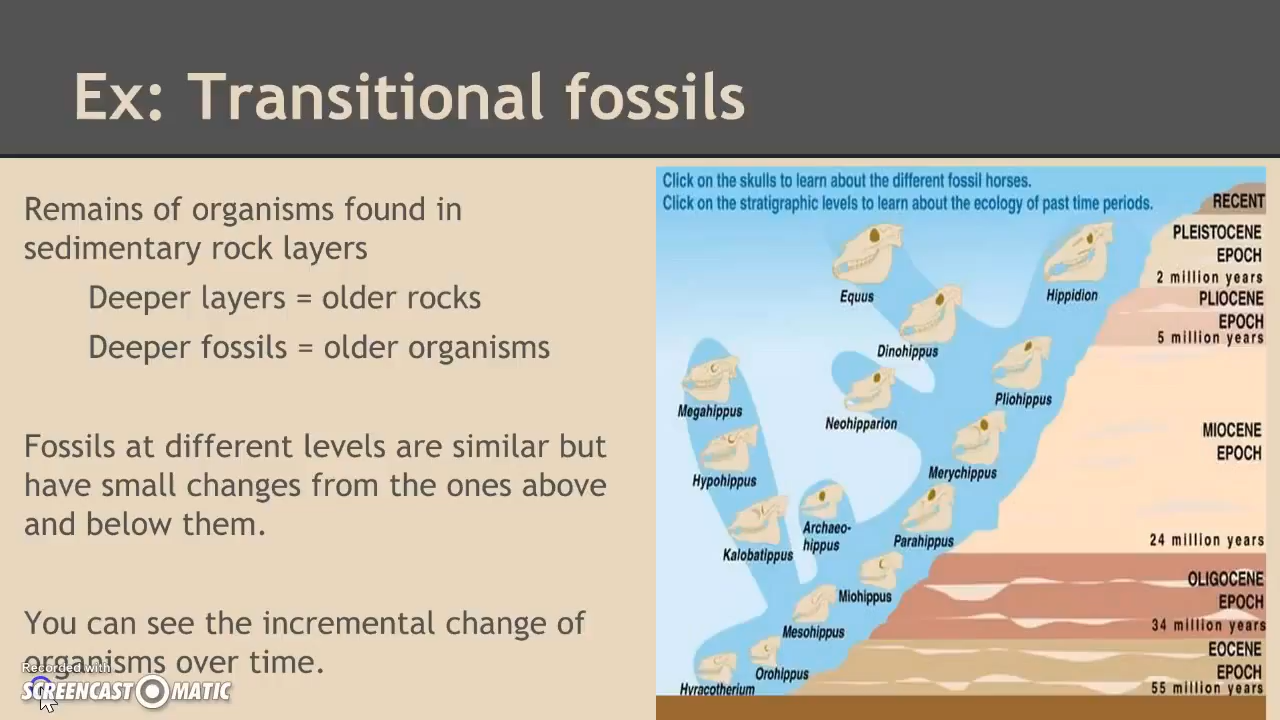 Ex: Transitional fossils
Remains of organisms found in
sedimentary rock layers
Deeper layers = older rocks
Deeper fossils = older organisms
Fossils at different levels are similar but
have small changes from the ones above
and below them.
You can see the incremental change of
organisms over time.
Recorded with
SCREENCAST MATIC
Click on the skulls to learn about the different fossil horses.
Click on the stratigraphic levels to learn about the ecology of past time periods.
RECENT
PLEISTOCENE
EPOCH
2 million years
PLIOCENE
EPOCH
5 million years
MIOCENE
EPOCH
24 million years
OLIGOCENE
EPOCH
34 million years
EOCENE
EPOCH
55 million years
Equus
Hippidion
Dinohippus
Pliohippus
Megahippus
Neohipparion
Merychippus
Hypohippus
Archaeo-
hippus
Parahippus
Kalobatippus
Miohippus
Mesohippus
Orohippus
Hyracotherium